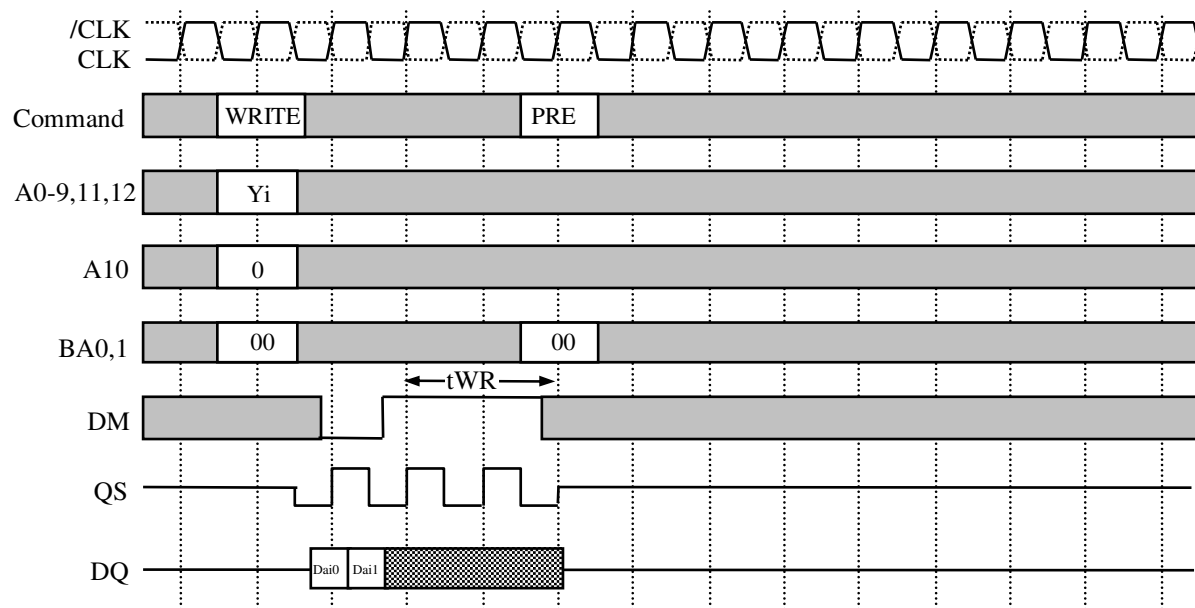 /CLK
CLK
Command WRITE PRE
A0-9,11,12 Yi
A10 0
BA0,1 00 00
tWR
DM
QS
DQ Dai0 Dai1